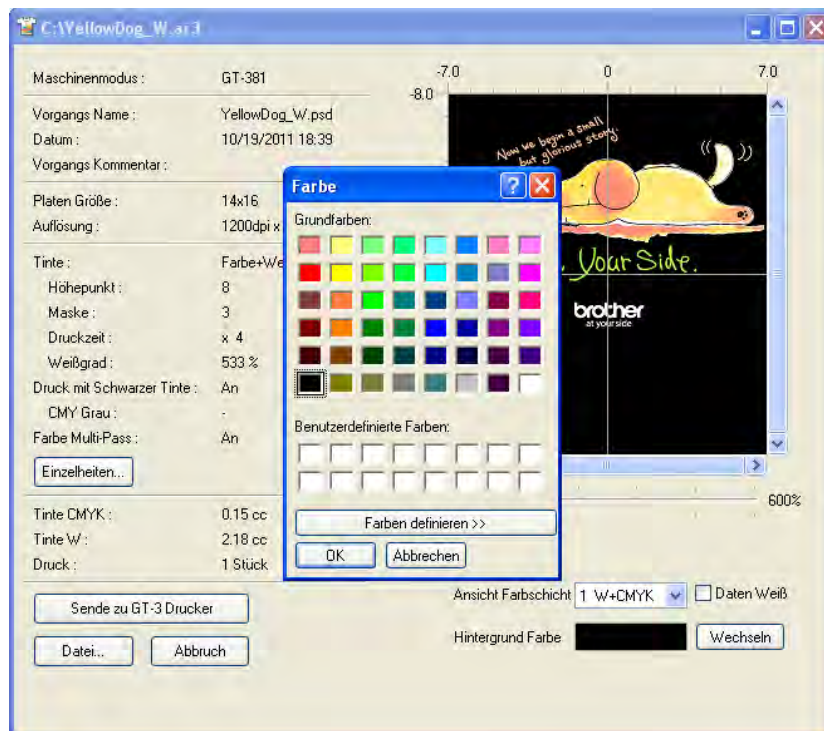 C:\YellowDog_W.ar3
Maschinenmodus : GT-381
Vorgangs Name : YellowDog_W.psd
Datum : 10/19/2011 18:39
Vorgangs Kommentar :
Platen Größe : 14x16
Auflösung : 1200dpi x
Tinte : Farbe+We
Höhepunkt : 8
Maske : 3
Druckzeit : x 4
Weißgrad : 533 %
Druck mit Schwarzer Tinte : An
CMY Grau : -
Farbe Multi-Pass : An
Einzelheiten...
Tinte CMYK : 0.15 cc
Tinte W : 2.18 cc
Druck : 1 Stück
Sende zu GT-3 Drucker
Datei... Abbruch
Farbe
Grundfarben:
Benutzerdefinierte Farben:
Farben definieren >>
OK Abbrechen
-7.0 0 7.0
-8.0
Now we begin a small
but glorious story.
Your Side.
brother
at your side
600%
Ansicht Farbschicht 1 W+CMYK Daten Weiß
Hintergrund Farbe Wechseln